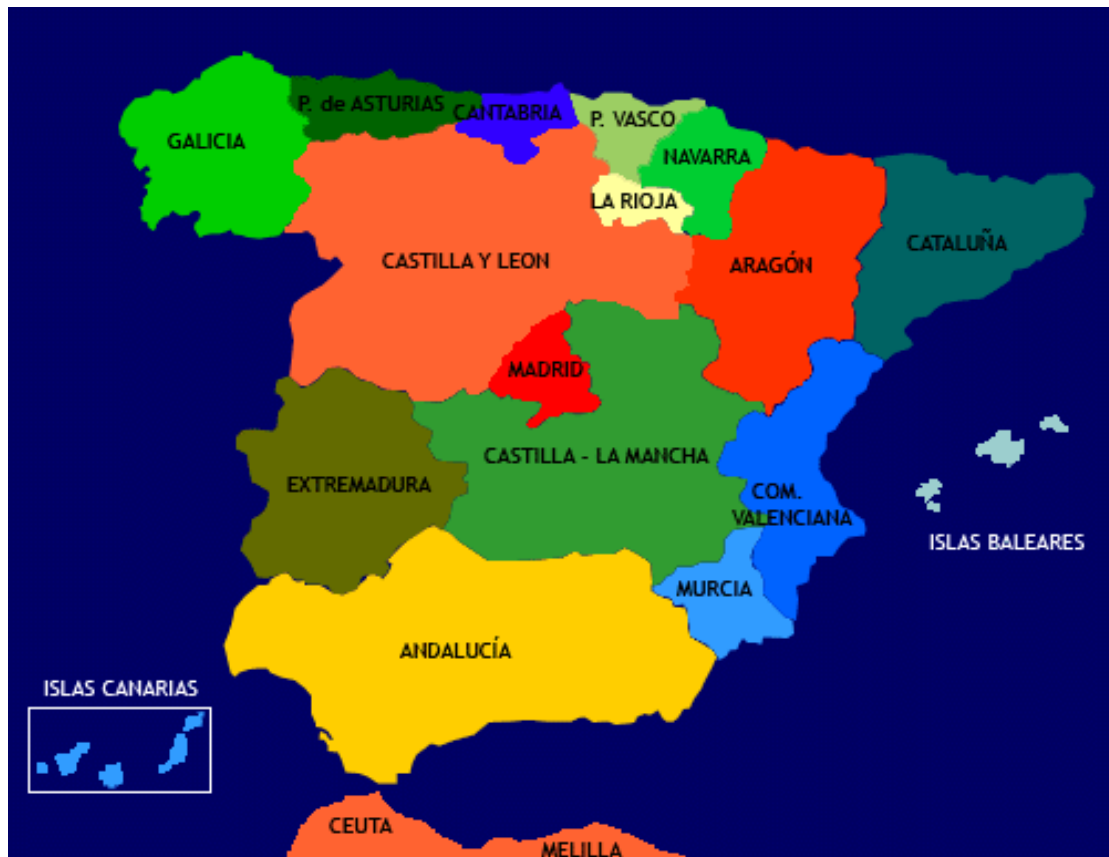 P. de ASTURIAS
CANTABRIA
P. VASCO
GALICIA
NAVARRA
LA RIOJA
CATALUÑA
CASTILLA Y LEON
ARAGÓN
MADRID
CASTILLA - LA MANCHA
EXTREMADURA
COM.
VALENCIANA
ISLAS BALEARES
MURCIA
ANDALUCÍA
ISLAS CANARIAS
CEUTA
MELILLA